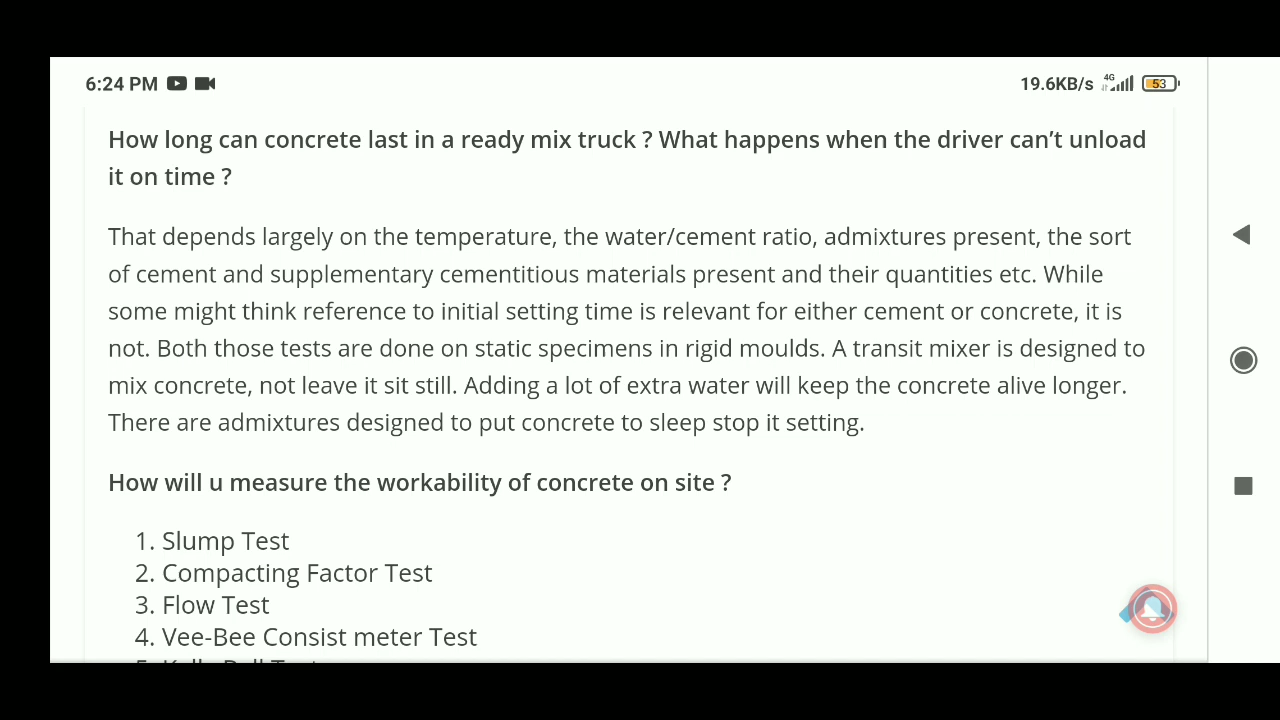 6:24 PM
19.6KB/s 4G 53
How long can concrete last in a ready mix truck ? What happens when the driver can’t unload
it on time ?
That depends largely on the temperature, the water/cement ratio, admixtures present, the sort
of cement and supplementary cementitious materials present and their quantities etc. While
some might think reference to initial setting time is relevant for either cement or concrete, it is
not. Both those tests are done on static specimens in rigid moulds. A transit mixer is designed to
mix concrete, not leave it sit still. Adding a lot of extra water will keep the concrete alive longer.
There are admixtures designed to put concrete to sleep stop it setting.
How will u measure the workability of concrete on site ?
1. Slump Test
2. Compacting Factor Test
3. Flow Test
4. Vee-Bee Consist meter Test